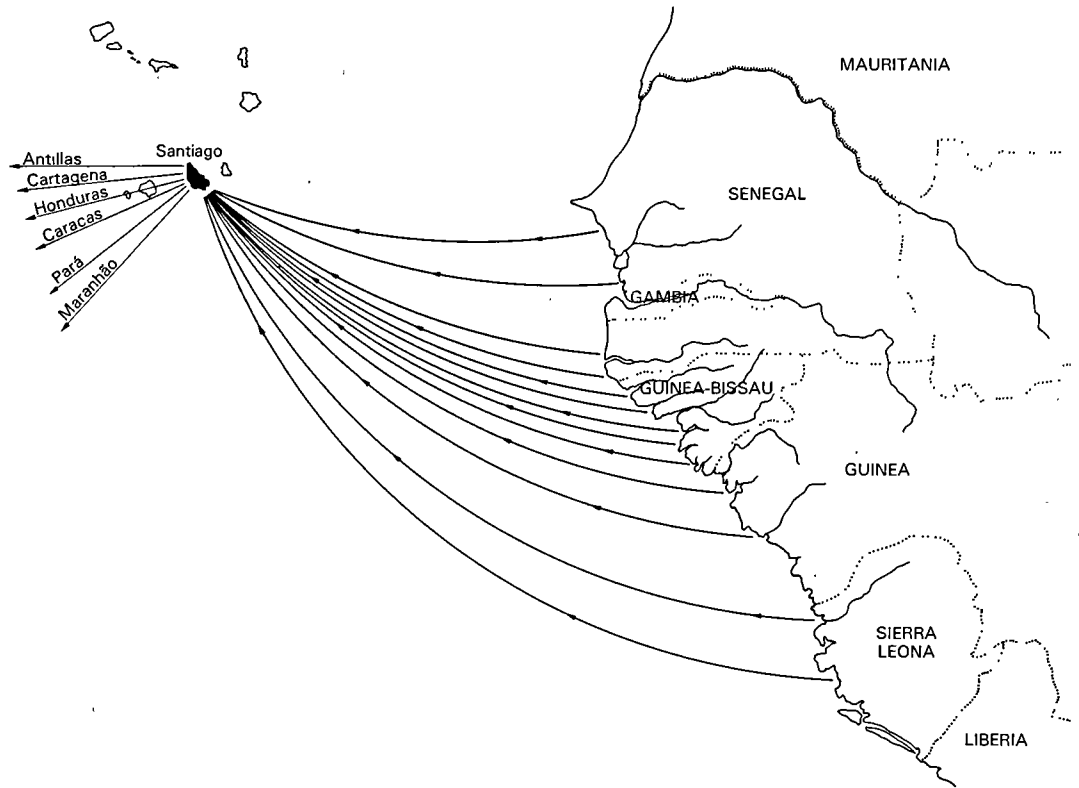 MAURITANIA
Santiago
Antillas
Cartagena
Honduras
Caracas
Pará
Maranhão
SENEGAL
GAMBIA
GUINEA-BISSAU
GUINEA
SIERRA
LEONA
LIBERIA